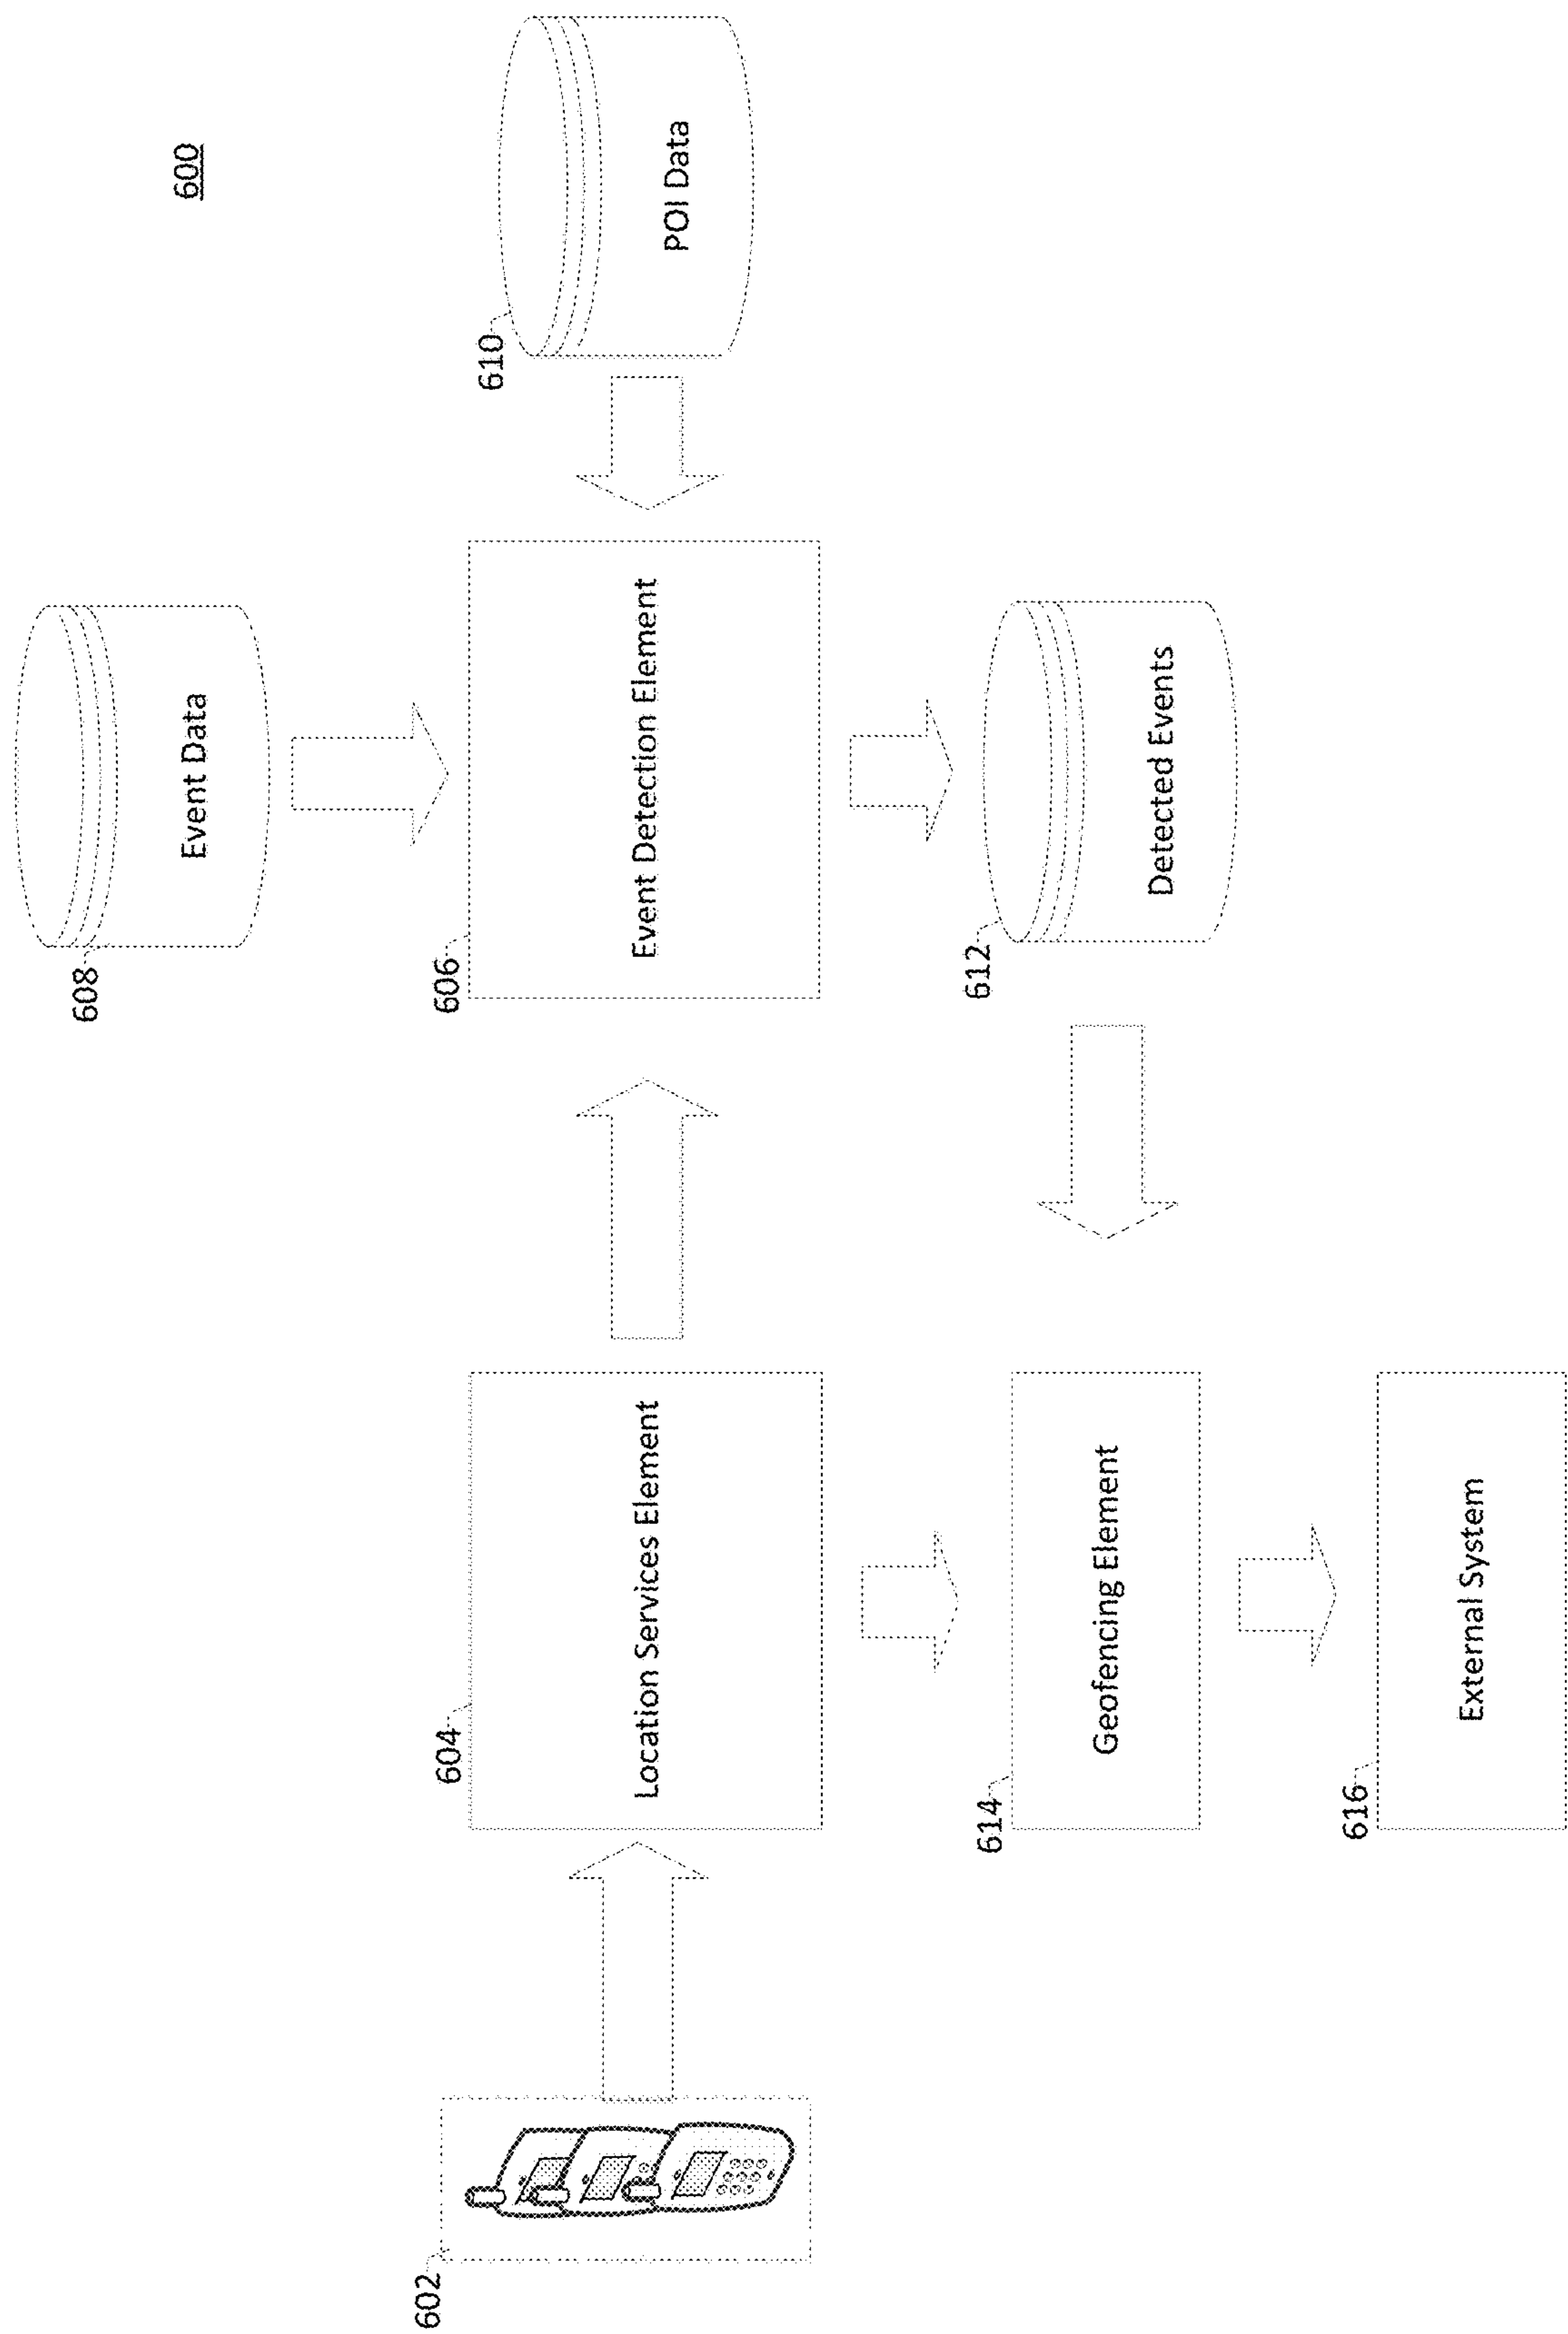 600
608
Event Data
610
POI Data
606
Event Detection Element
612
Detected Events
604
Location Services Element
614
Geofencing Element
616
External System
602